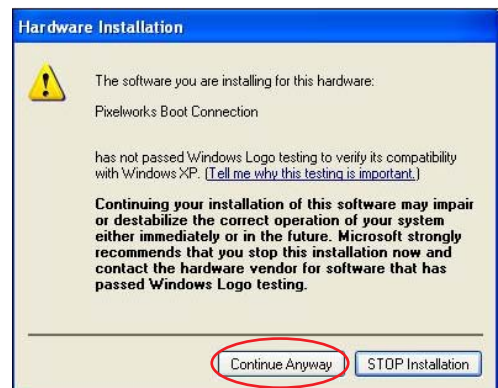 Hardware Installation
The software you are installing for this hardware:
Pixelworks Boot Connection
has not passed Windows Logo testing to verify its compatibility
with Windows XP. (Tell me why this testing is important.)
Continuing your installation of this software may impair
or destabilize the correct operation of your system
either immediately or in the future. Microsoft strongly
recommends that you stop this installation now and
contact the hardware vendor for software that has
passed Windows Logo testing.
Continue Anyway
STOP Installation